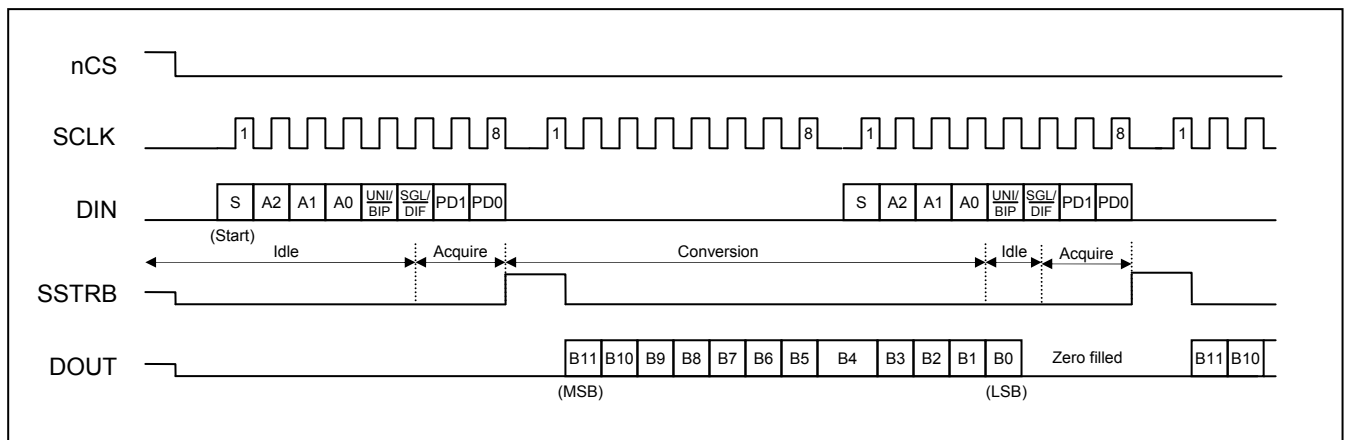 nCS
SCLK 1 8 1 8 1 8 1
DIN S A2 A1 A0 UNI/BIP SGL/DIF PD1 PD0 S A2 A1 A0 UNI/BIP SGL/DIF PD1 PD0
(Start)
Idle Acquire Conversion Idle Acquire
SSTRB
DOUT B11 B10 B9 B8 B7 B6 B5 B4 B3 B2 B1 B0 Zero filled B11 B10
(MSB) (LSB)